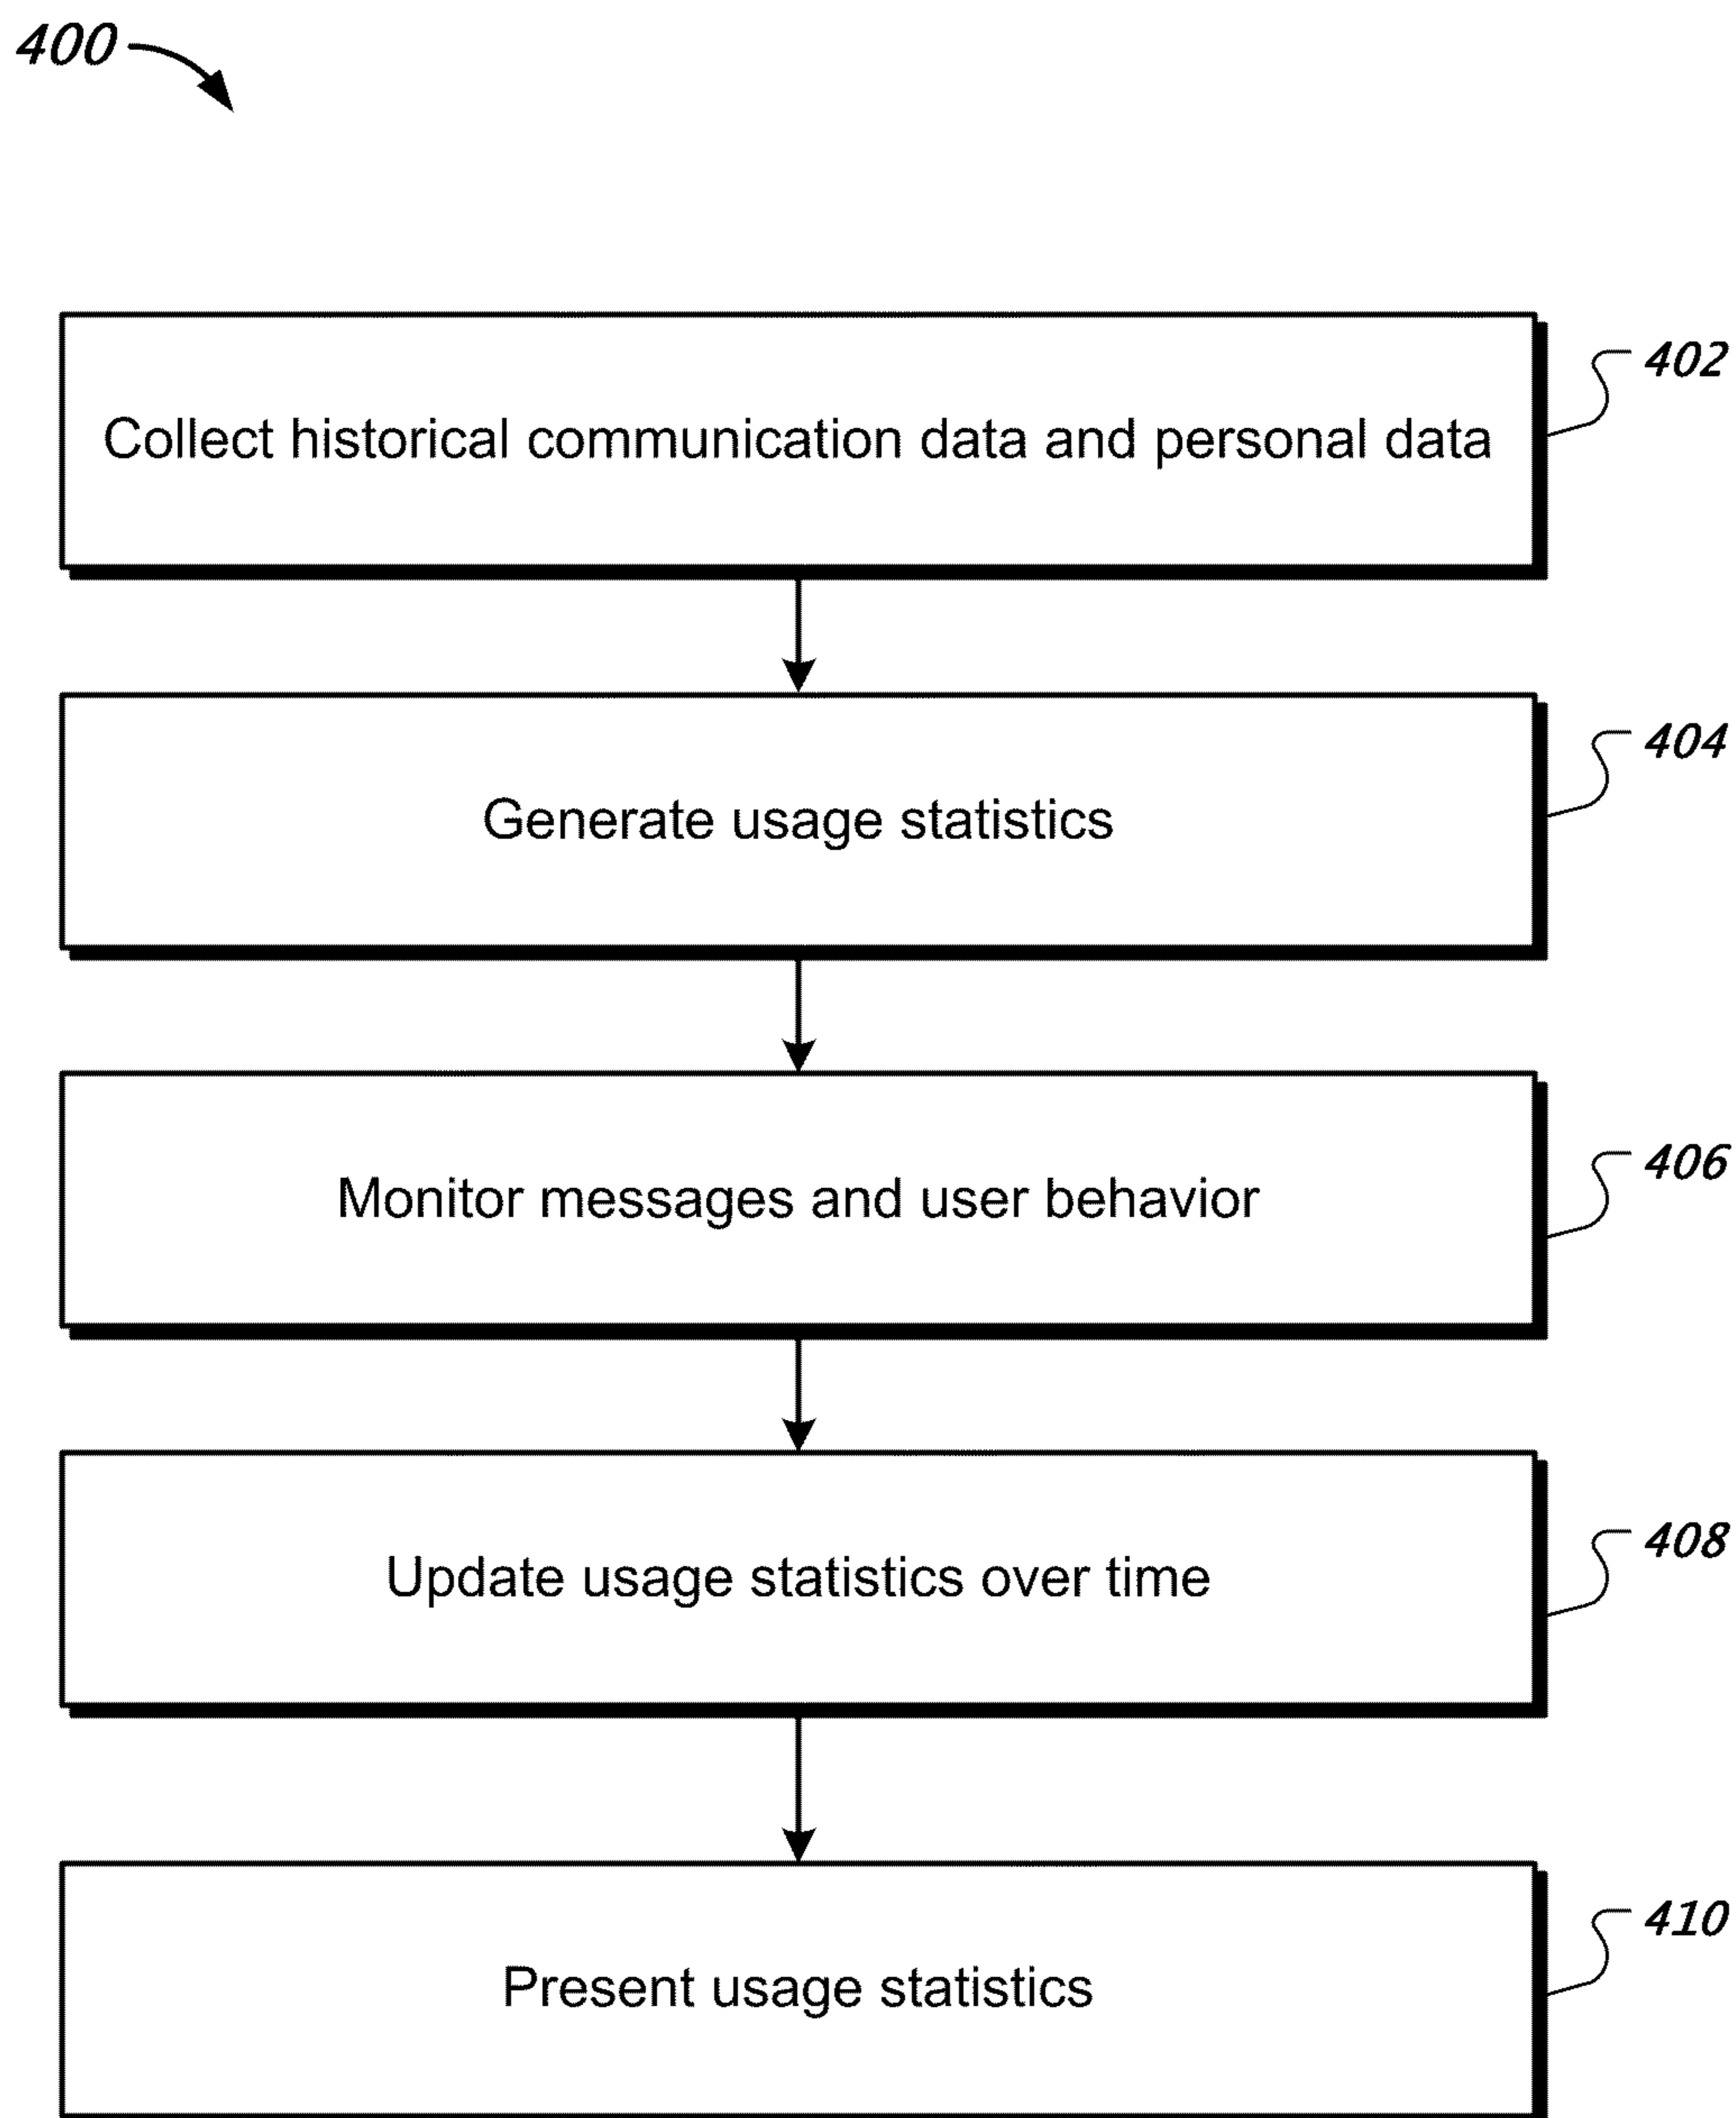 400
Collect historical communication data and personal data
402
Generate usage statistics
404
Monitor messages and user behavior
406
Update usage statistics over time
408
Present usage statistics
410